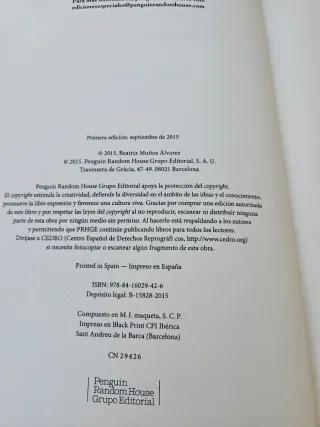 edicionesespeciales@penguinrandomhouse.com
Primera edición: septiembre de 2015
© 2015, Beatriz Muñoz Álvarez
© 2015, Penguin Random House Grupo Editorial, S. A. U.
Travessera de Gràcia, 47-49. 08021 Barcelona
Penguin Random House Grupo Editorial apoya la protección del copyright.
El copyright estimula la creatividad, defiende la diversidad en el ámbito de las ideas y el conocimiento,
promueve la libre expresión y favorece una cultura viva. Gracias por comprar una edición autorizada
de este libro y por respetar las leyes del copyright al no reproducir, escanear ni distribuir ninguna
parte de esta obra por ningún medio sin permiso. Al hacerlo está respaldando a los autores
y permitiendo que PRHGE continúe publicando libros para todos los lectores.
Diríjase a CEDRO (Centro Español de Derechos Reprográficos, http://www.cedro.org)
si necesita fotocopiar o escanear algún fragmento de esta obra.
Printed in Spain — Impreso en España
ISBN: 978-84-16029-42-6
Depósito legal: B-15828-2015
Compuesto en M. I. maqueta, S. C. P.
Impreso en Black Print CPI Ibérica
Sant Andreu de la Barca (Barcelona)
CN 29426
Penguin
Random House
Grupo Editorial